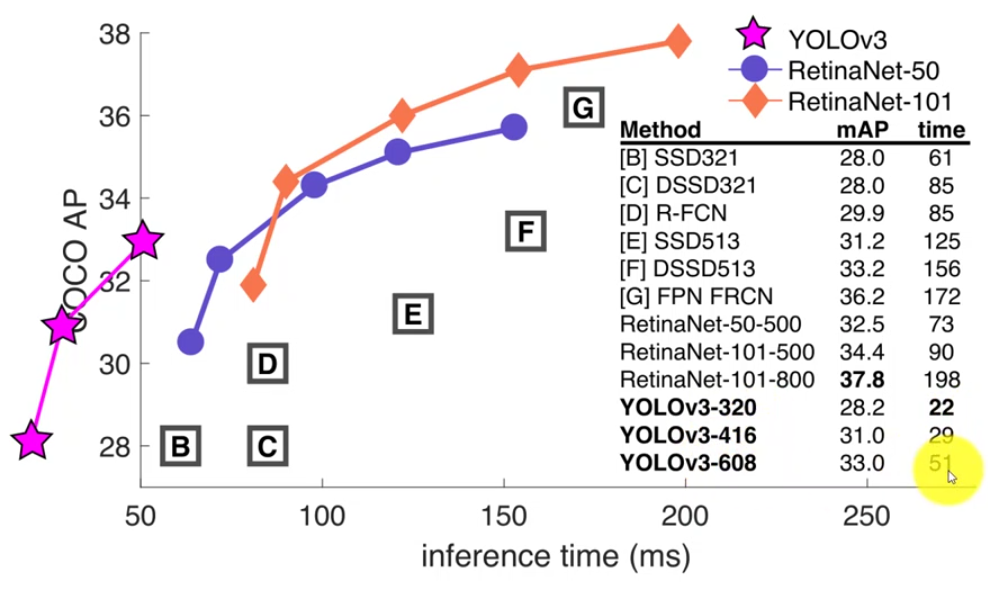 38
36
34
32
30
28
COCO AP
50
100
150
200
250
inference time (ms)
B
C
D
E
F
G
YOLOv3
RetinaNet-50
RetinaNet-101
Method mAP time
[B] SSD321 28.0 61
[C] DSSD321 28.0 85
[D] R-FCN 29.9 85
[E] SSD513 31.2 125
[F] DSSD513 33.2 156
[G] FPN FRCN 36.2 172
RetinaNet-50-500 32.5 73
RetinaNet-101-500 34.4 90
RetinaNet-101-800 37.8 198
YOLOv3-320 28.2 22
YOLOv3-416 31.0 29
YOLOv3-608 33.0 51